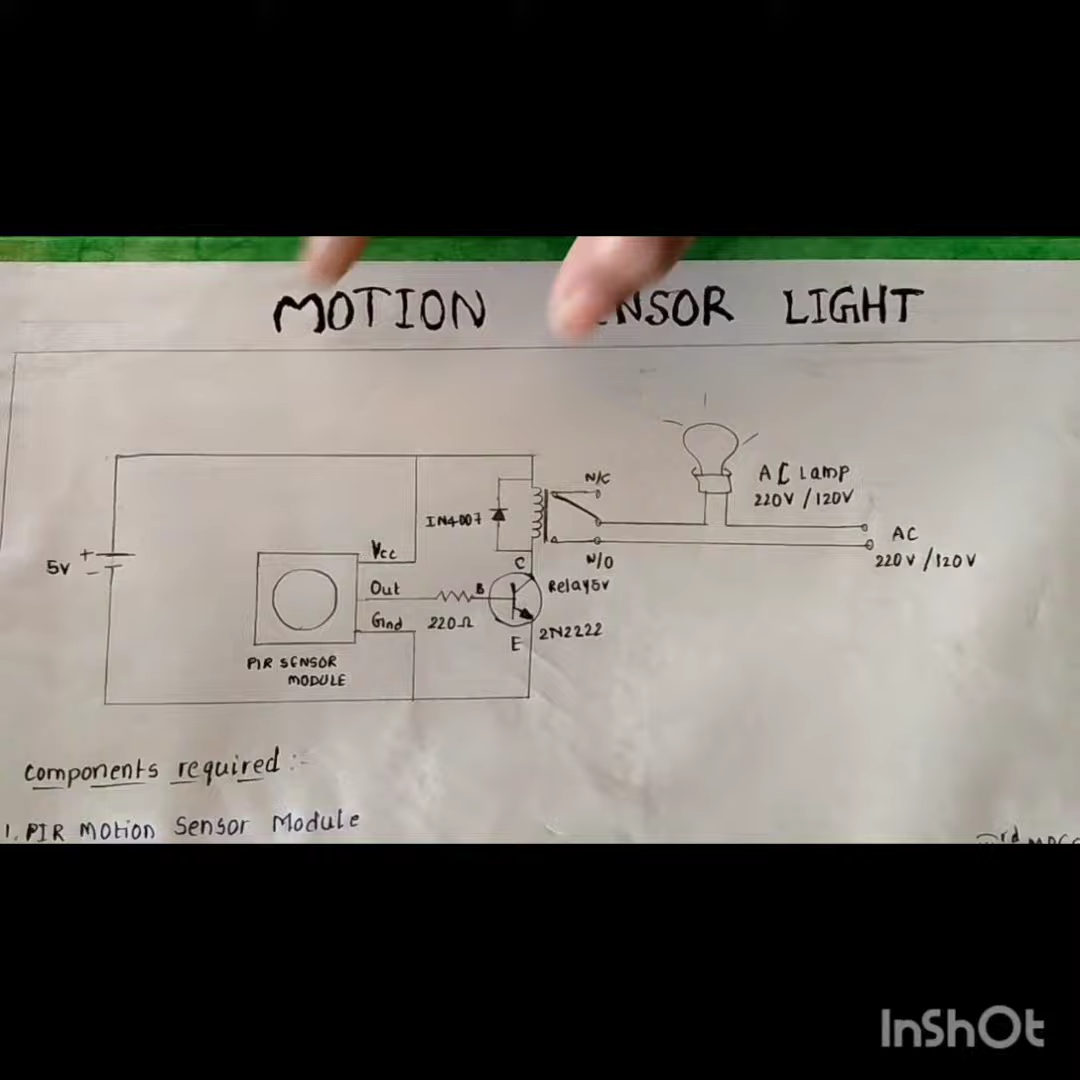 MOTION LIGHT
N/C
AC Lamp
220V / 120V
IN4007
AC
220V / 120V
Vcc
C
N/O
5V
+
-
Out
B
Relay 5v
Gnd
220Ω
2N2222
E
PIR SENSOR
MODULE
Components required :-
1. PIR Motion Sensor Module
InShOt